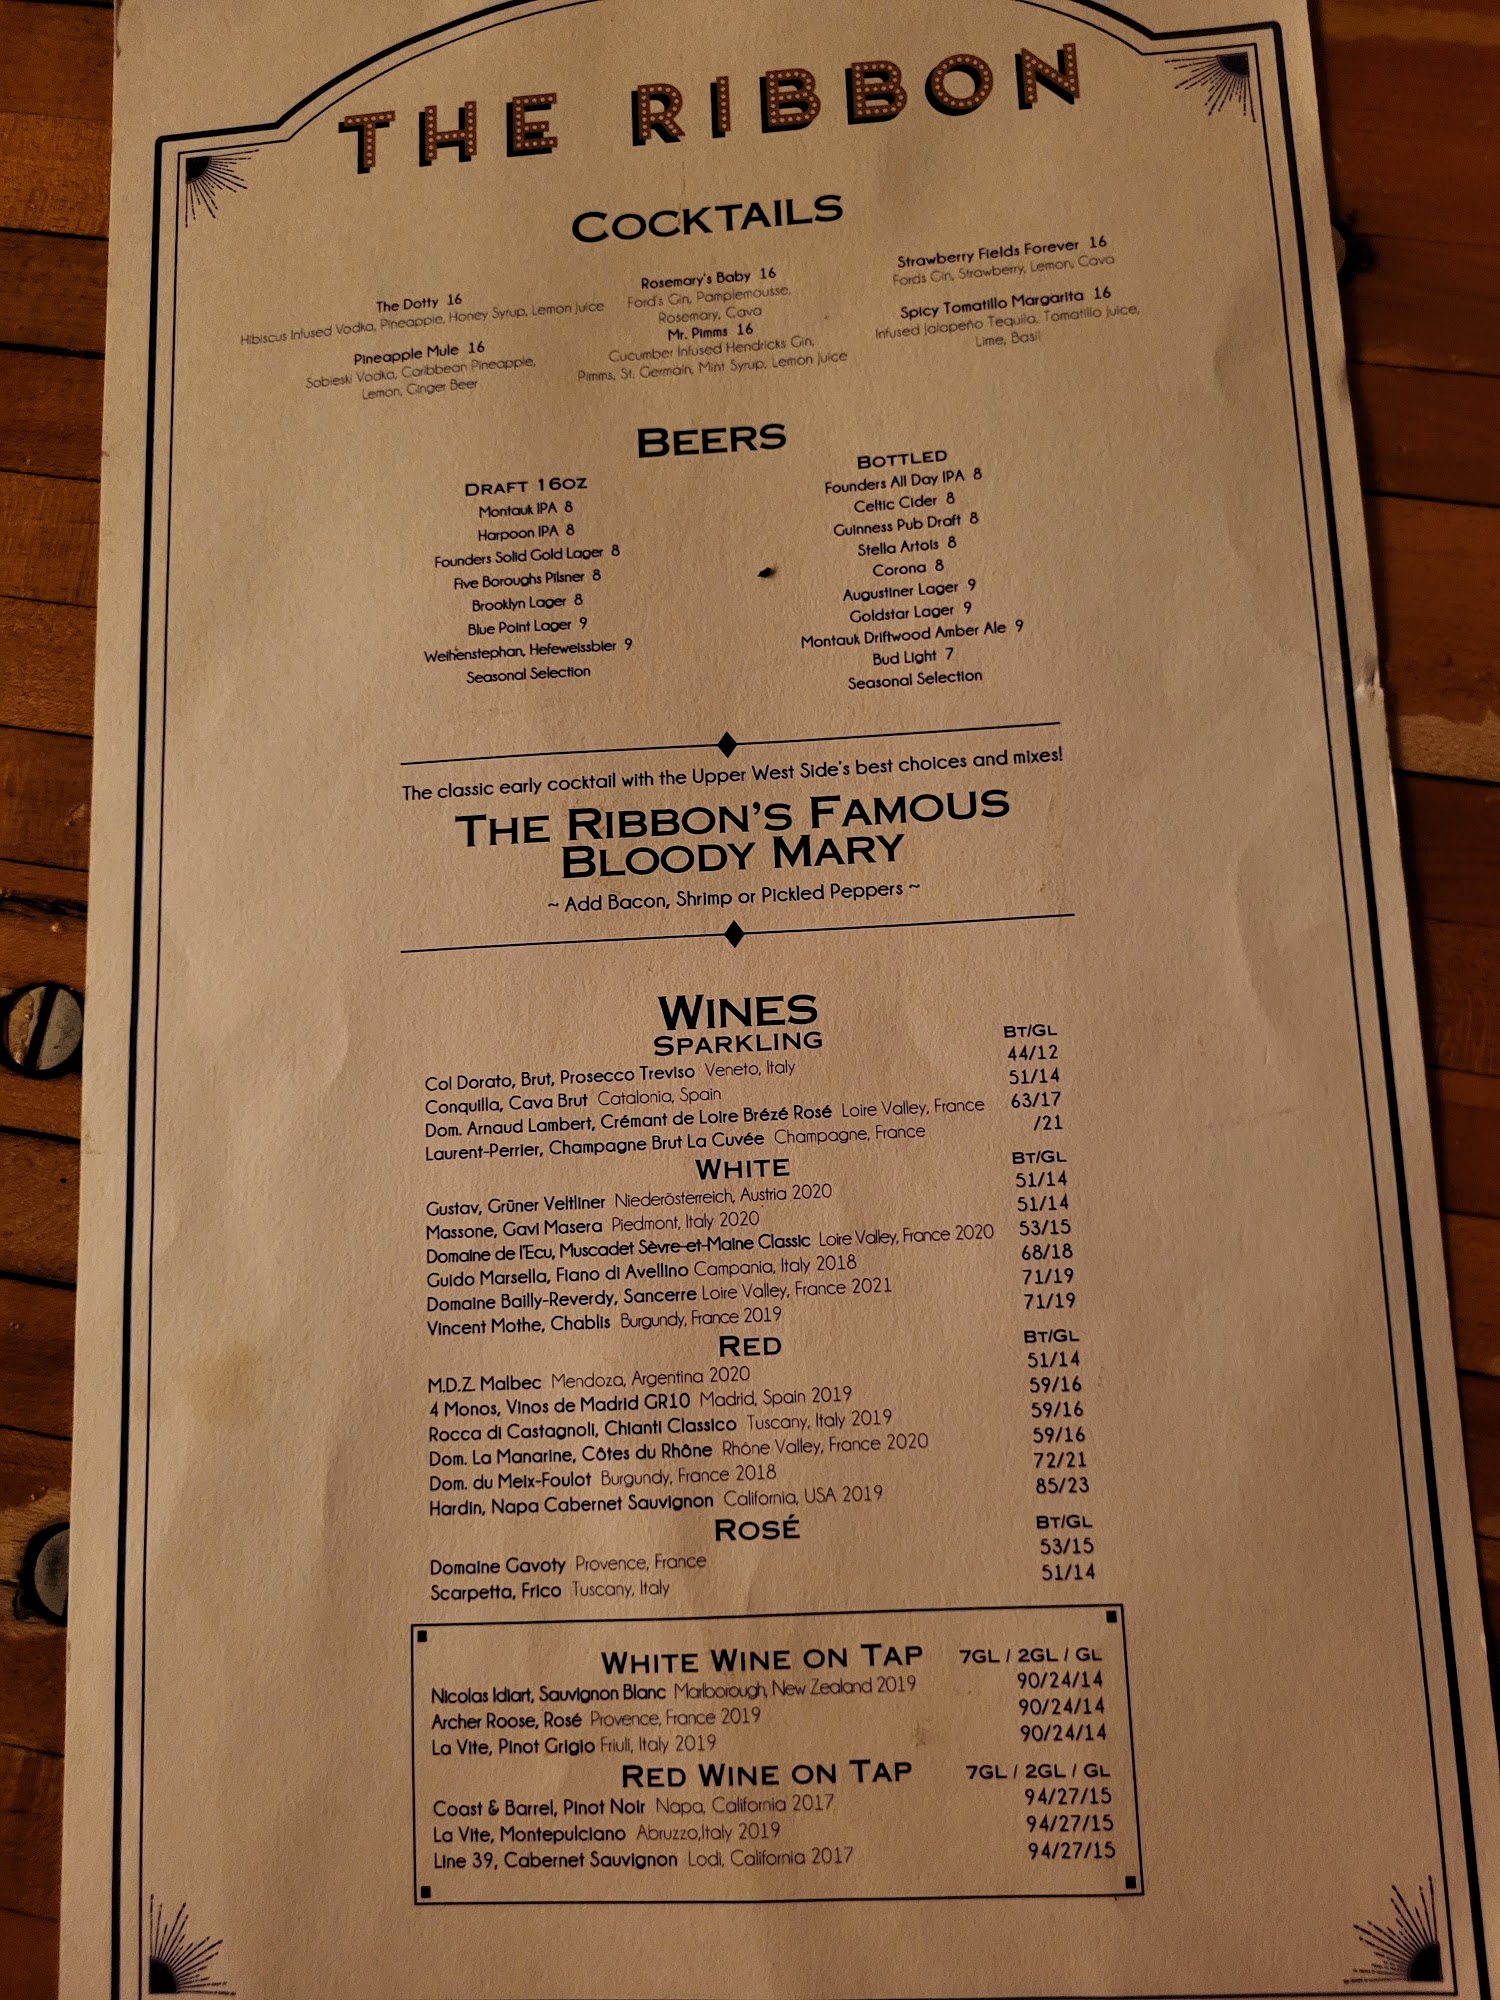 THE RIBBON
COCKTAILS
The Dotty 16
Hibiscus Infused Vodka, Pineapple, Honey Syrup, Lemon Juice
Pineapple Mule 16
Sobieski Vodka, Caribbean Pineapple,
Lemon, Ginger Beer
Rosemary's Baby 16
Ford's Gin, Pamplemousse,
Rosemary, Cava
Mr. Pimms 16
Cucumber Infused Hendricks Gin,
Pimms, St. Germain, Mint Syrup, Lemon Juice
Strawberry Fields Forever 16
Fords Gin, Strawberry, Lemon, Cava
Spicy Tomatillo Margarita 16
Infused Jalapeño Tequila, Tomatillo Juice,
Lime, Basil
BEERS
DRAFT 16OZ
Montauk IPA 8
Harpoon IPA 8
Founders Solid Gold Lager 8
Five Boroughs Pilsner 8
Brooklyn Lager 8
Blue Point Lager 9
Weihenstephan, Hefeweissbier 9
Seasonal Selection
BOTTLED
Founders All Day IPA 8
Celtic Cider 8
Guinness Pub Draft 8
Stella Artois 8
Corona 8
Augustiner Lager 9
Goldstar Lager 9
Montauk Driftwood Amber Ale 9
Bud Light 7
Seasonal Selection
The classic early cocktail with the Upper West Side's best choices and mixes!
THE RIBBON'S FAMOUS
BLOODY MARY
~ Add Bacon, Shrimp or Pickled Peppers ~
WINES
SPARKLING BT/GL
Col Dorato, Brut, Prosecco Treviso Veneto, Italy 44/12
Conquilla, Cava Brut Catalonia, Spain 51/14
Dom. Arnaud Lambert, Crémant de Loire Brézé Rosé Loire Valley, France 63/17
Laurent-Perrier, Champagne Brut La Cuvée Champagne, France /21
WHITE BT/GL
Gustav, Grüner Veltliner Niederösterreich, Austria 2020 51/14
Massone, Gavi Masera Piedmont, Italy 2020 51/14
Domaine de l'Ecu, Muscadet Sèvre-et-Maine Classic Loire Valley, France 2020 53/15
Guido Marsella, Fiano di Avellino Campania, Italy 2018 68/18
Domaine Bailly-Reverdy, Sancerre Loire Valley, France 2021 71/19
Vincent Mothe, Chablis Burgundy, France 2019 71/19
RED BT/GL
M.D.Z. Malbec Mendoza, Argentina 2020 51/14
4 Monos, Vinos de Madrid GR10 Madrid, Spain 2019 59/16
Rocca di Castagnoli, Chianti Classico Tuscany, Italy 2019 59/16
Dom. La Manarine, Côtes du Rhône Rhône Valley, France 2020 59/16
Dom. du Meix-Foulot Burgundy, France 2018 72/21
Hardin, Napa Cabernet Sauvignon California, USA 2019 85/23
ROSÉ BT/GL
Domaine Gavoty Provence, France 53/15
Scarpetta, Frico Tuscany, Italy 51/14
WHITE WINE ON TAP 7GL / 2GL / GL
Nicolas Idiart, Sauvignon Blanc Marlborough, New Zealand 2019 90/24/14
Archer Roose, Rosé Provence, France 2019 90/24/14
La Vite, Pinot Grigio Friuli, Italy 2019 90/24/14
RED WINE ON TAP 7GL / 2GL / GL
Coast & Barrel, Pinot Noir Napa, California 2017 94/27/15
La Vite, Montepulciano Abruzzo,Italy 2019 94/27/15
Line 39, Cabernet Sauvignon Lodi, California 2017 94/27/15